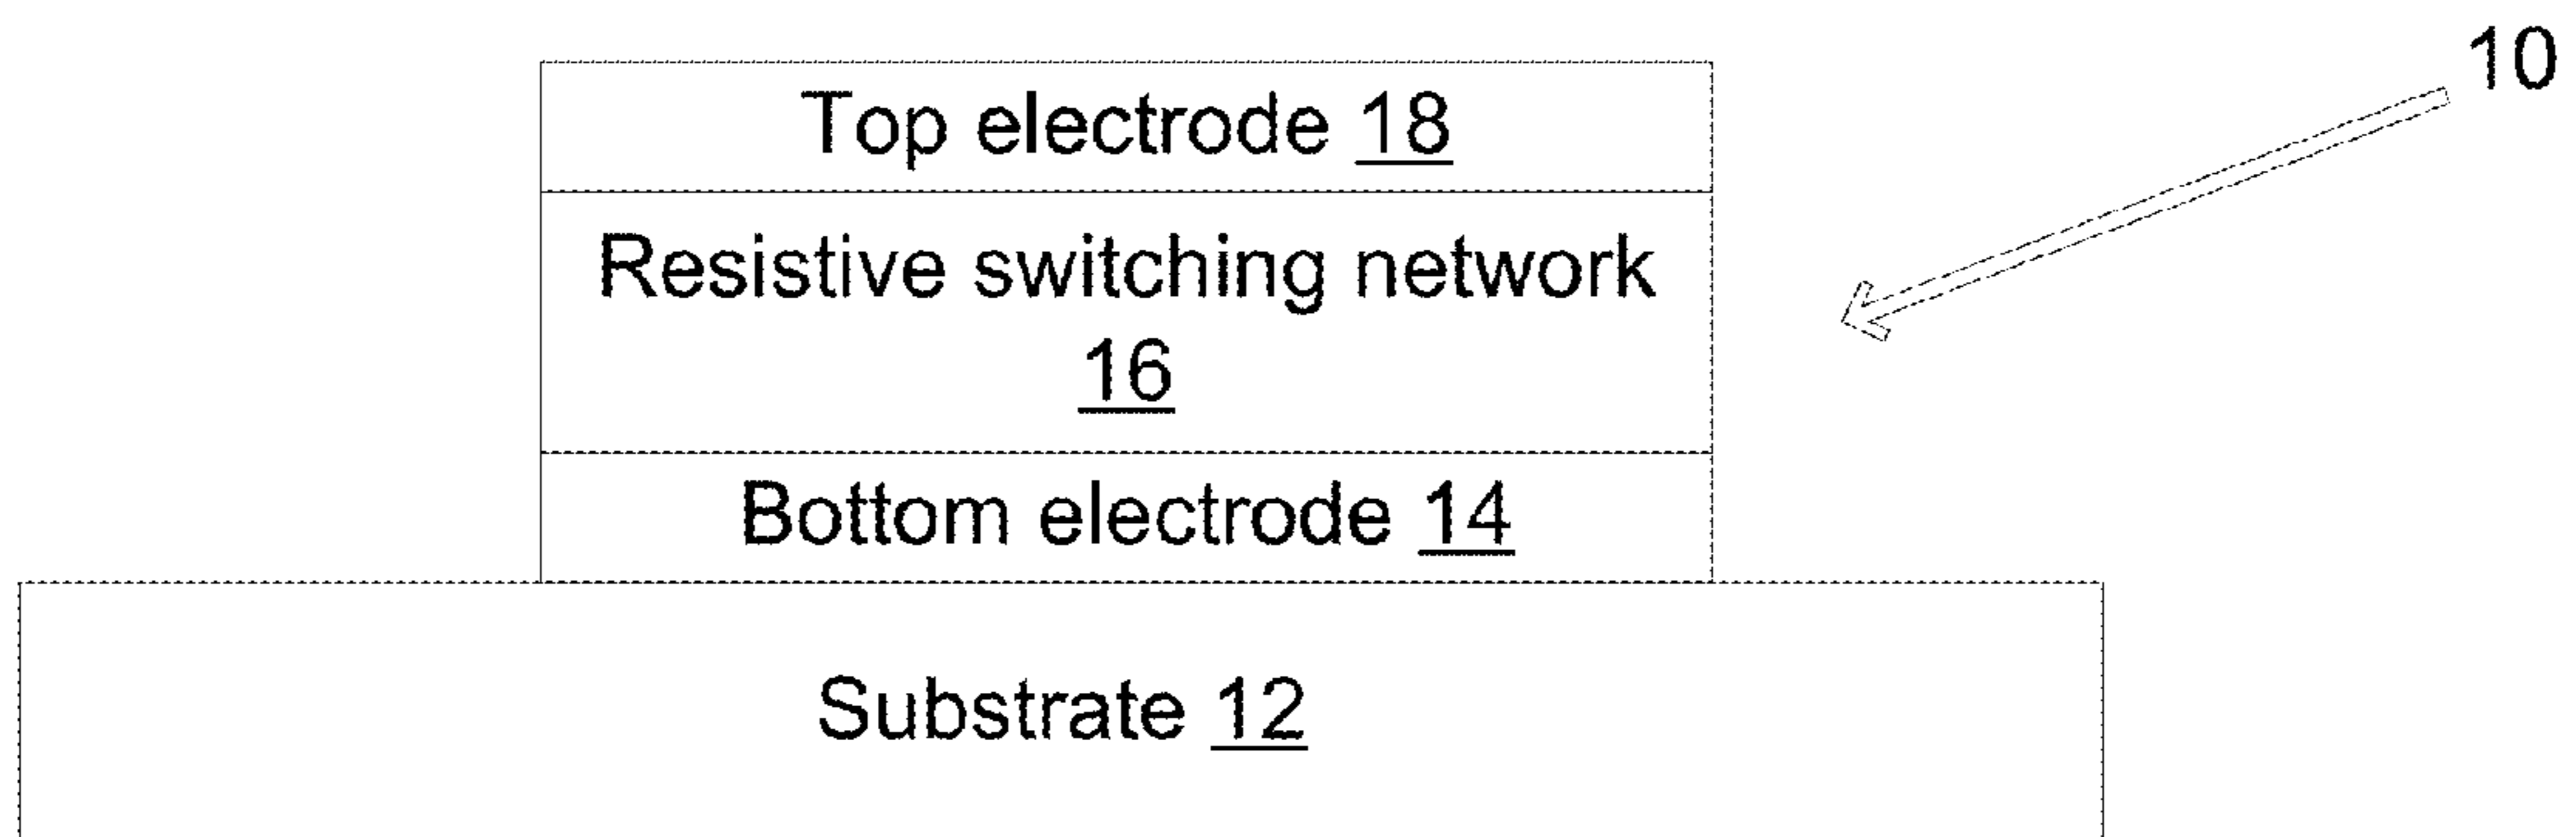 10
Top electrode 18
Resistive switching network
16
Bottom electrode 14
Substrate 12